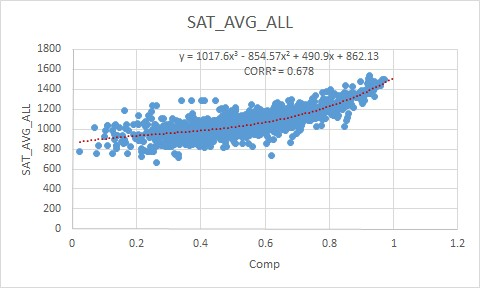 SAT_AVG_ALL
y = 1017.6x³ - 854.57x² + 490.9x + 862.13
CORR² = 0.678
1800
1600
1400
1200
1000
800
600
400
200
0
SAT_AVG_ALL
0 0.2 0.4 0.6 0.8 1 1.2
Comp